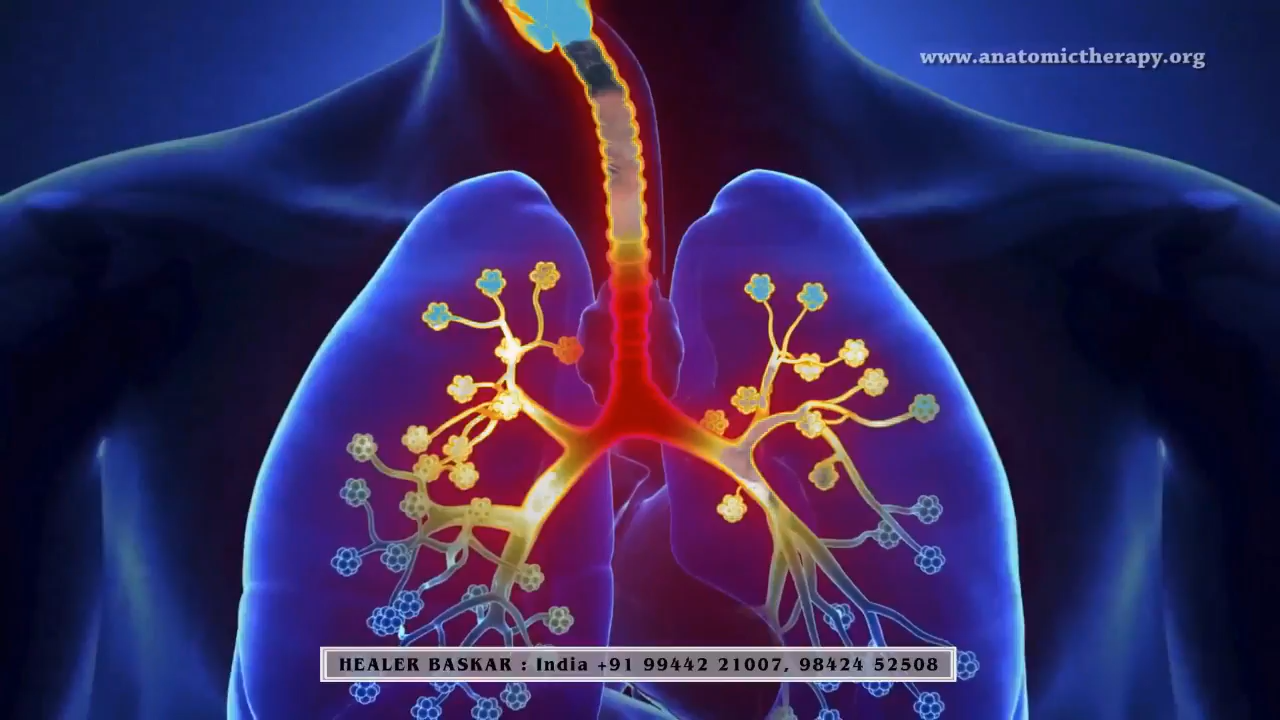 www.anatomictherapy.org
HEALER BASKAR : India +91 99442 21007, 98424 52508